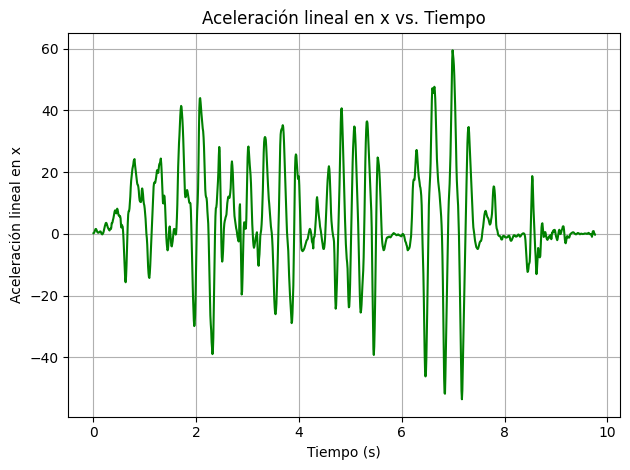 Aceleración lineal en x vs. Tiempo
60
40
20
0
−20
−40
Aceleración lineal en x
0 2 4 6 8 10
Tiempo (s)